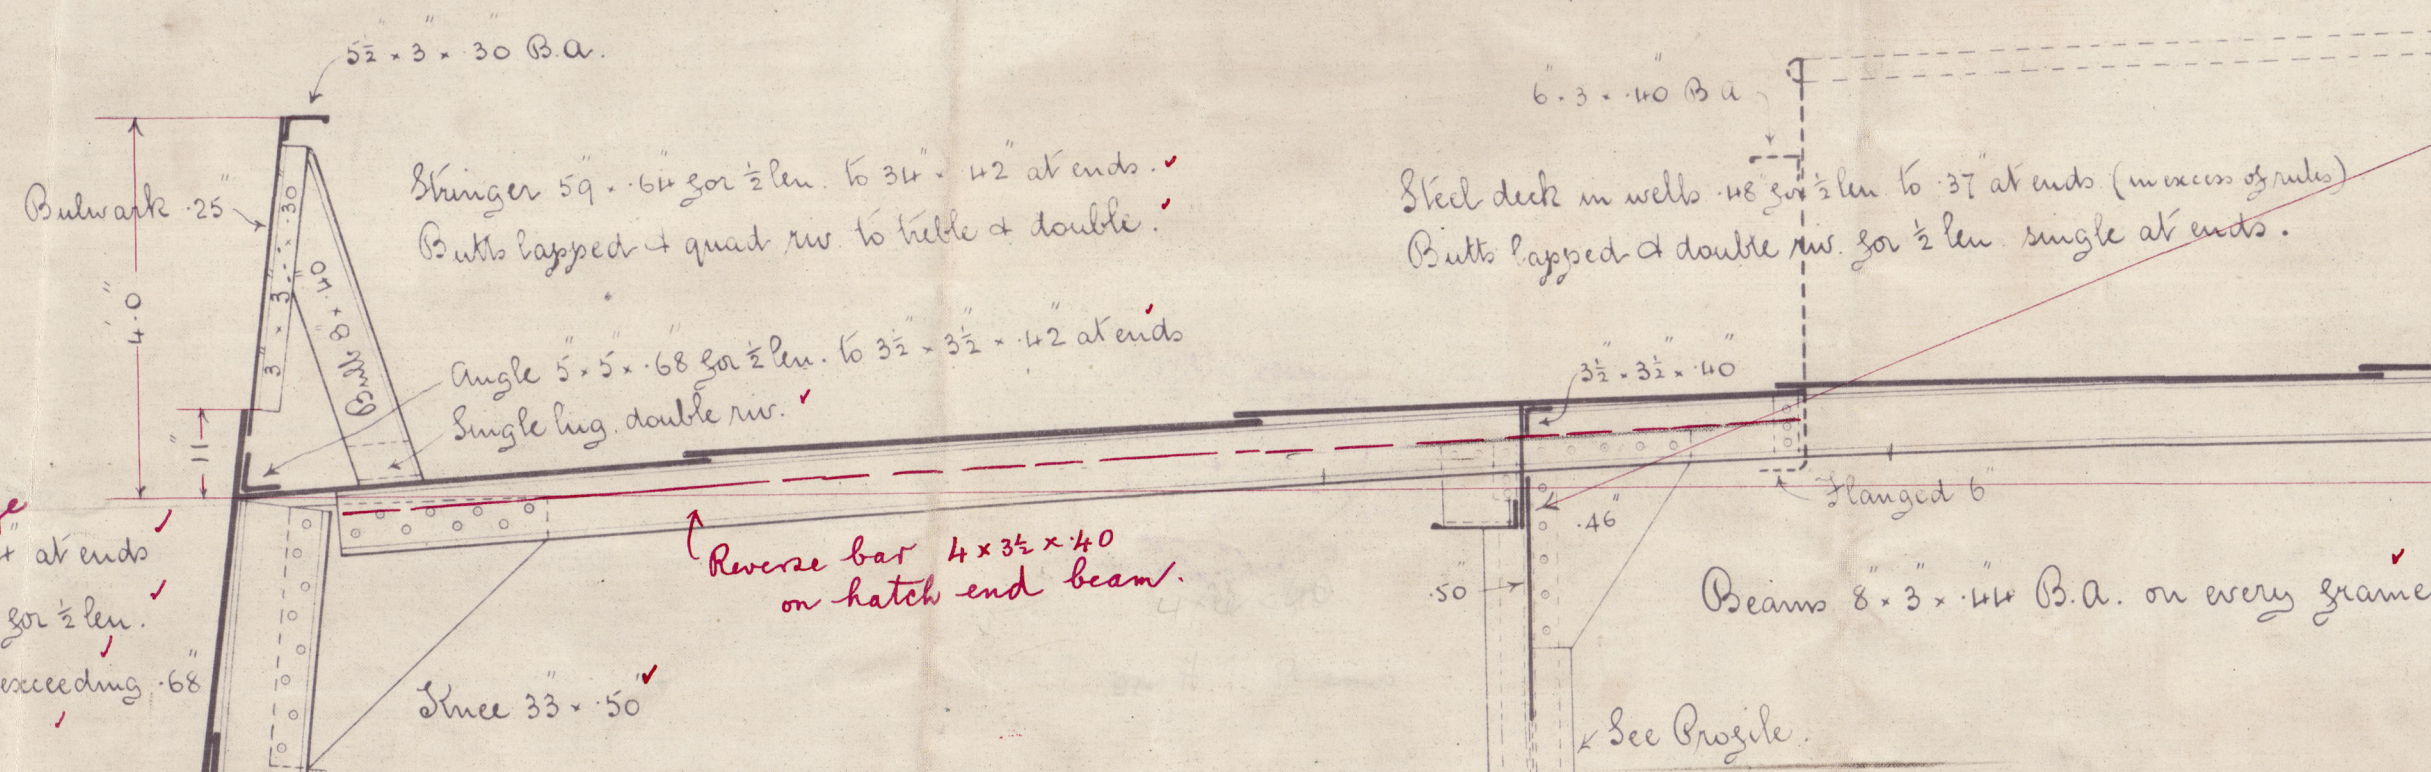 5½" × 3" × .30" B.A.
6" × 3" × .40" B A
Bulwark .25"
Stringer 59" × .64" for ½ len. to 34" × .42" at ends.
Butts lapped & quad riv. to treble & double.
Steel deck in wells .48" for ½ len. to .37" at ends (in excess of rules)
Butts lapped & double riv. for ½ len. single at ends.
4'.0"
3" × 3" × .30"
Bulb 8" × .40"
Angle 5" × 5" × .68" for ½ len. to 3½" × 3½" × .42" at ends
Single lug. double riv.
3½" × 3½" × .40"
11"
Flanged 6"
.46"
at ends
Reverse bar 4 × 3½ × .40
on hatch end beam.
.50"
Beams 8" × 3" × .44" B.A. on every frame
for ½ len.
exceeding .68"
Knee 33" × .50"
See Profile.